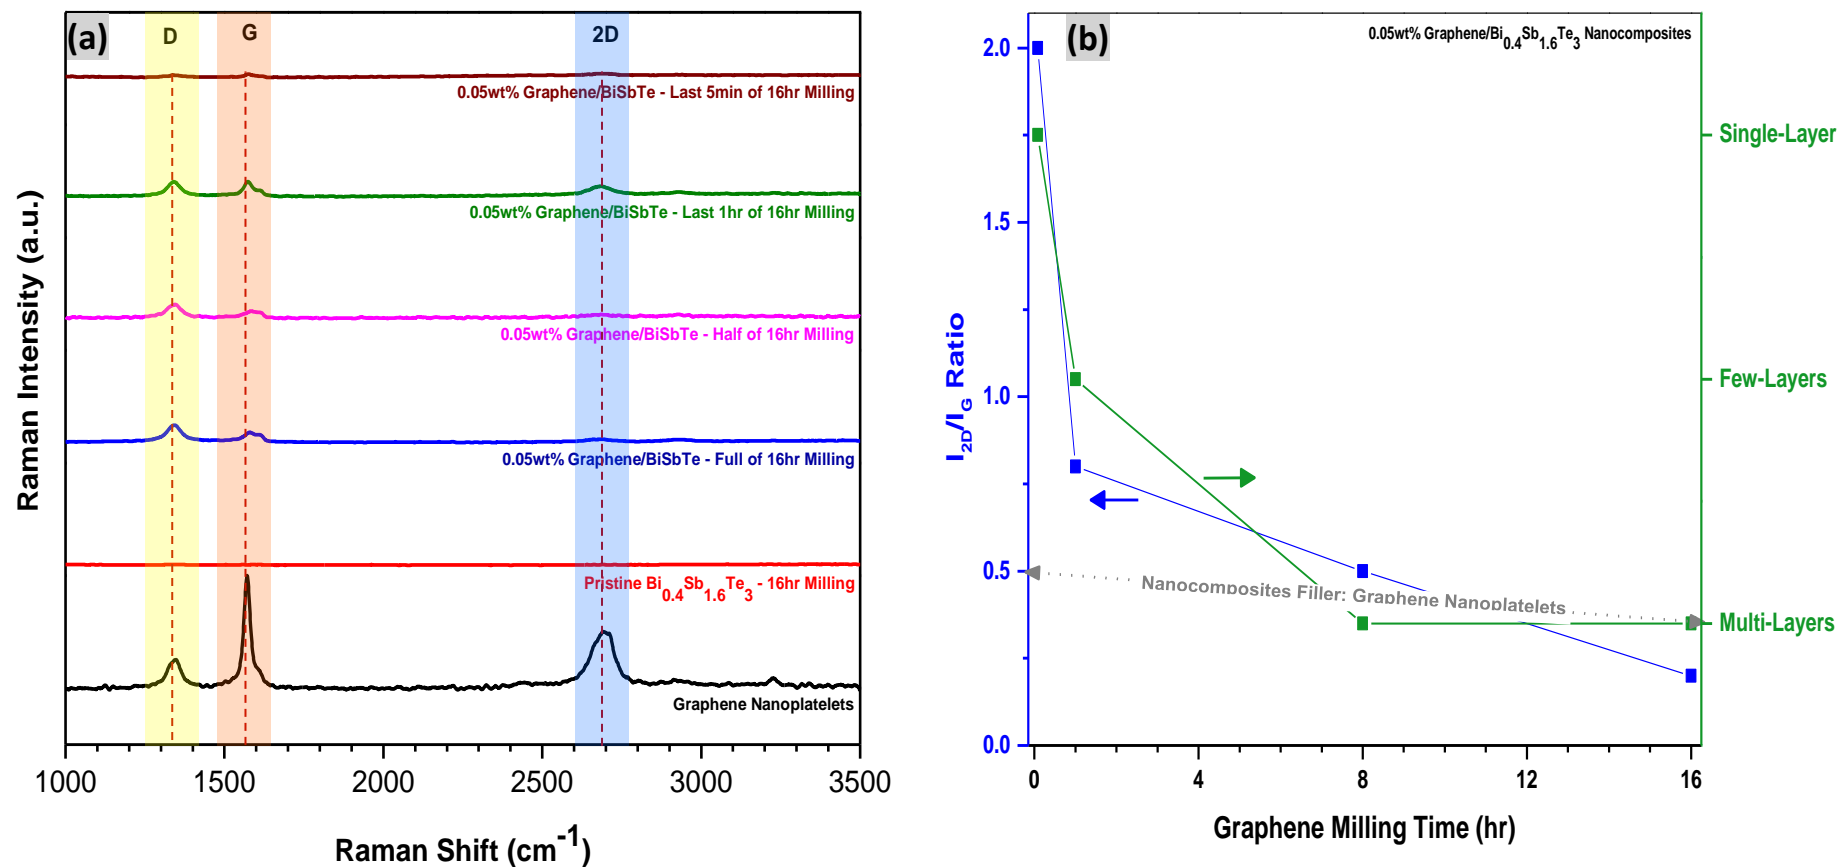 (a)
D
G
2D
0.05wt% Graphene/BiSbTe - Last 5min of 16hr Milling
0.05wt% Graphene/BiSbTe - Last 1hr of 16hr Milling
0.05wt% Graphene/BiSbTe - Half of 16hr Milling
0.05wt% Graphene/BiSbTe - Full of 16hr Milling
Pristine Bi0.4Sb1.6Te3 - 16hr Milling
Graphene Nanoplatelets
Raman Intensity (a.u.)
1000 1500 2000 2500 3000 3500
Raman Shift (cm-1)
(b)
0.05wt% Graphene/Bi0.4Sb1.6Te3 Nanocomposites
2.0
1.5
1.0
0.5
0.0
I2D/IG Ratio
Single-Layer
Few-Layers
Multi-Layers
Nanocomposites Filler: Graphene Nanoplatelets
0 4 8 12 16
Graphene Milling Time (hr)